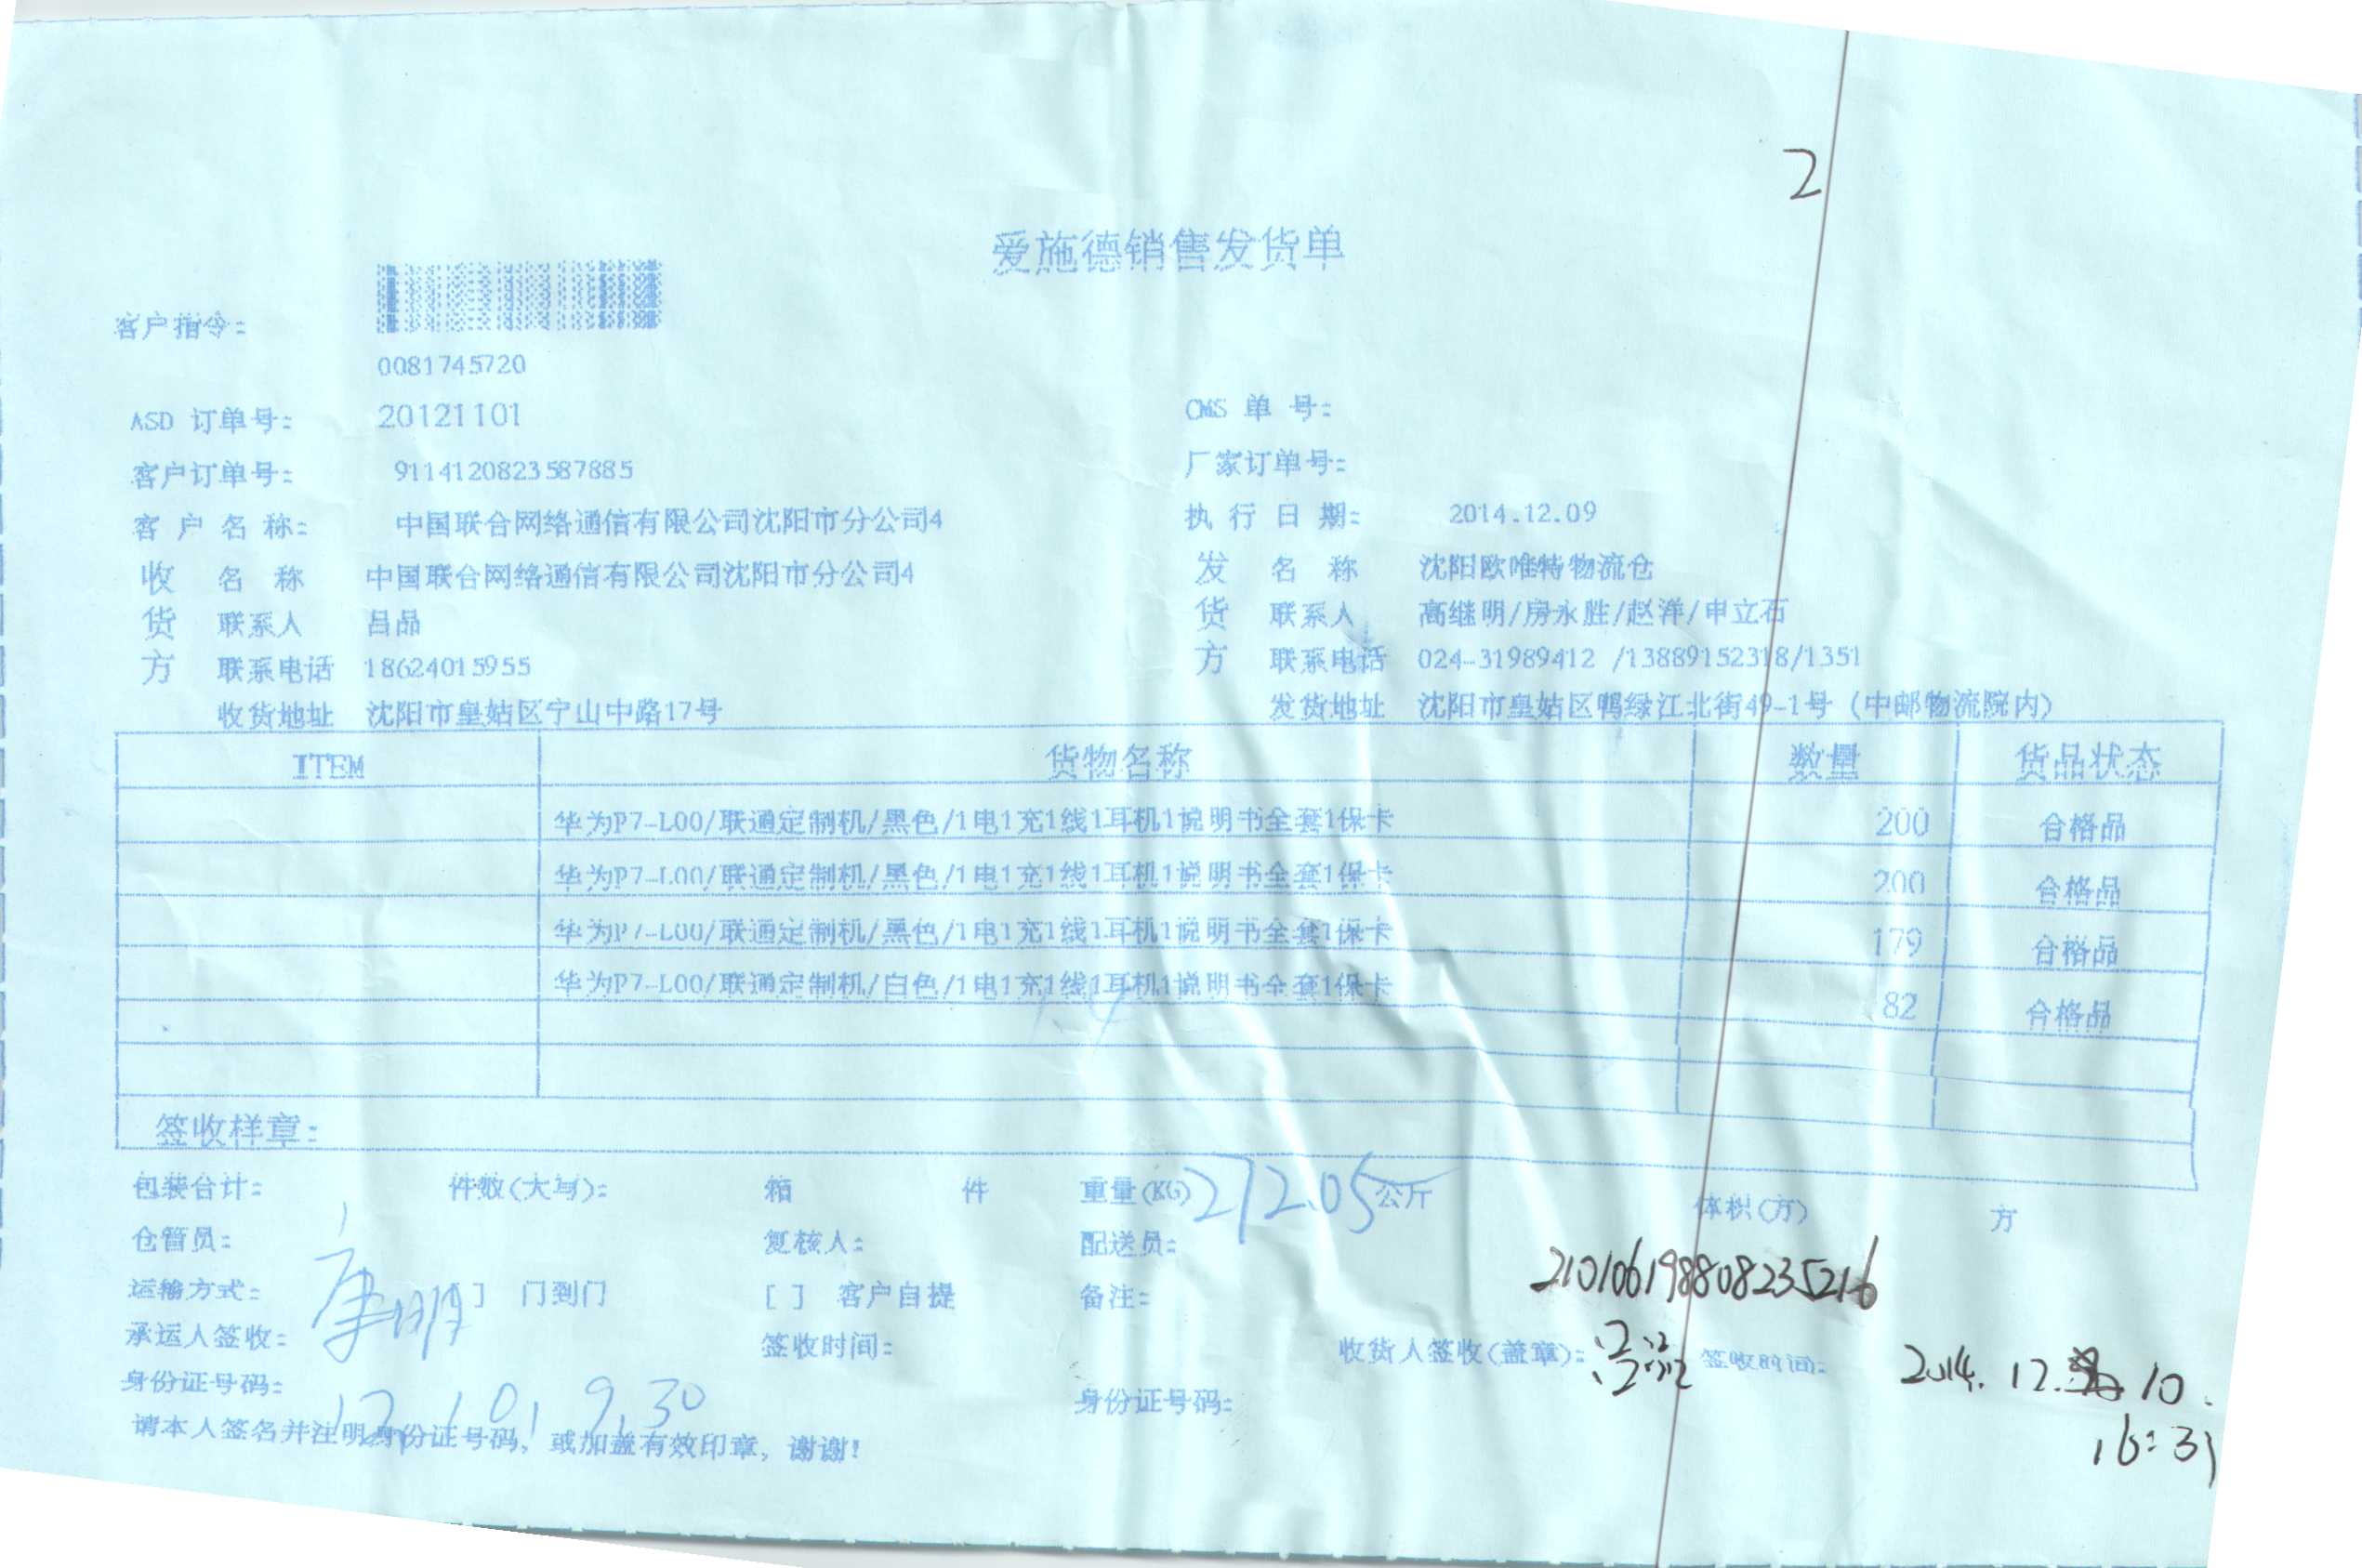 2
爱施德销售发货单
客户指令:
0081745720
ASD 订单号: 20121101 CMS 单 号:
客户订单号: 9114120823587885 厂家订单号:
客 户 名 称: 中国联合网络通信有限公司沈阳市分公司4 执 行 日 期: 2014.12.09
收 名 称 中国联合网络通信有限公司沈阳市分公司4 发 名 称 沈阳欧唯特物流仓
货 联系人 吕品 货 联系人 高继明/房永胜/赵洋/申立石
方 联系电话 18624015955 方 联系电话 024-31989412 /13889152318/1351
收货地址 沈阳市皇姑区宁山中路17号 发货地址 沈阳市皇姑区鸭绿江北街49-1号 (中邮物流院内)
ITEM 货物名称 数量 货品状态
华为P7-L00/联通定制机/黑色/1电1充1线1耳机1说明书全套1保卡 200 合格品
华为P7-L00/联通定制机/黑色/1电1充1线1耳机1说明书全套1保卡 200 合格品
华为P7-L00/联通定制机/黑色/1电1充1线1耳机1说明书全套1保卡 179 合格品
华为P7-L00/联通定制机/白色/1电1充1线1耳机1说明书全套1保卡 82 合格品
签收样章:
包装合计: 件数(大写): 箱 件 重量(KG) 272.05 公斤 体积(方) 方
仓管员: 复核人: 配送员:
210106198808235216
运输方式: [ ] 门到门 [ ] 客户自提 备注:
承运人签收: 康明 签收时间: 收货人签收(盖章): 签收时间: 2014.12.10.
16:31
身份证号码: 12.10, 9.30 身份证号码:
请本人签名并注明身份证号码, 或加盖有效印章, 谢谢!